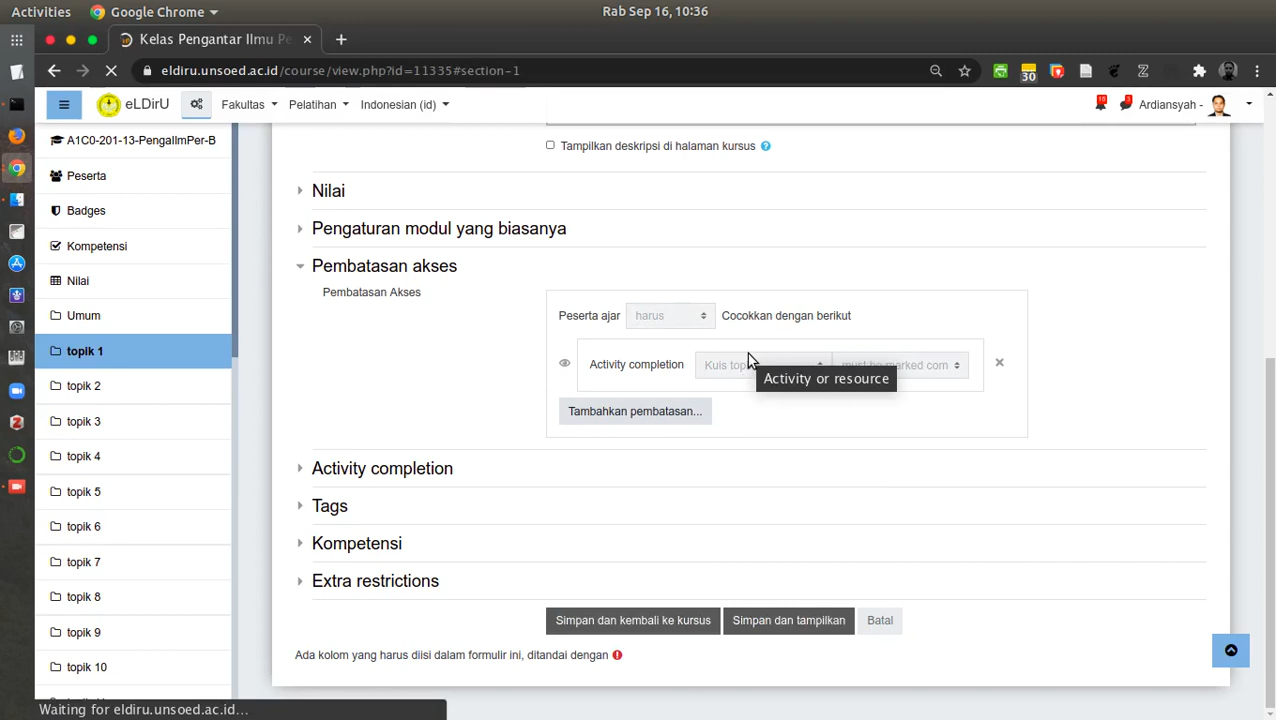 Activities
Google Chrome
Rab Sep 16, 10:36
Kelas Pengantar Ilmu Pe
eldiru.unsoed.ac.id/course/view.php?id=11335#section-1
30
eLDirU
Fakultas
Pelatihan
Indonesian (id)
Ardiansyah -
A1C0-201-13-PengaIlmPer-B
Peserta
Badges
Kompetensi
Nilai
Umum
topik 1
topik 2
topik 3
topik 4
topik 5
topik 6
topik 7
topik 8
topik 9
topik 10
Tampilkan deskripsi di halaman kursus
Nilai
Pengaturan modul yang biasanya
Pembatasan akses
Pembatasan Akses
Peserta ajar harus Cocokkan dengan berikut
Activity completion Kuis must be marked com
Activity or resource
Tambahkan pembatasan...
Activity completion
Tags
Kompetensi
Extra restrictions
Simpan dan kembali ke kursus
Simpan dan tampilkan
Batal
Ada kolom yang harus diisi dalam formulir ini, ditandai dengan
Waiting for eldiru.unsoed.ac.id...